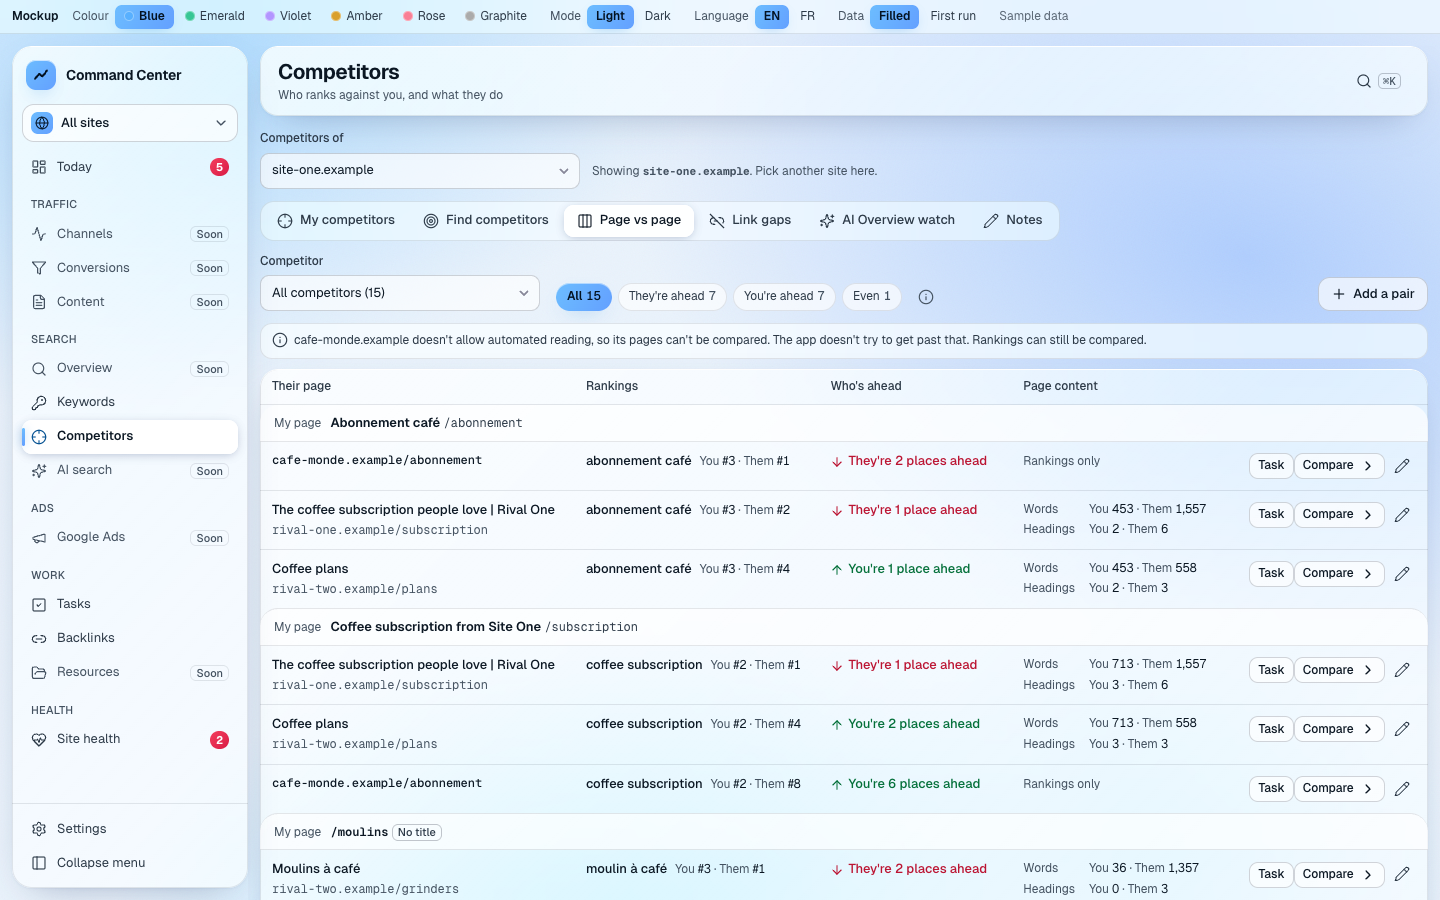 Mockup Colour Blue Emerald Violet Amber Rose Graphite Mode Light Dark Language EN FR Data Filled First run Sample data
Command Center
All sites
Today 5
TRAFFIC
Channels Soon
Conversions Soon
Content Soon
SEARCH
Overview Soon
Keywords
Competitors
AI search Soon
ADS
Google Ads Soon
WORK
Tasks
Backlinks
Resources Soon
HEALTH
Site health 2
Settings
Collapse menu
Competitors
Who ranks against you, and what they do
⌘K
Competitors of
site-one.example
Showing site-one.example. Pick another site here.
My competitors Find competitors Page vs page Link gaps AI Overview watch Notes
Competitor
All competitors (15) All 15 They're ahead 7 You're ahead 7 Even 1 Add a pair
cafe-monde.example doesn't allow automated reading, so its pages can't be compared. The app doesn't try to get past that. Rankings can still be compared.
Their page Rankings Who's ahead Page content
My page Abonnement café /abonnement
cafe-monde.example/abonnement abonnement café You #3 · Them #1 They're 2 places ahead Rankings only Task Compare
The coffee subscription people love | Rival One abonnement café You #3 · Them #2 They're 1 place ahead Words You 453 · Them 1,557 Task Compare
rival-one.example/subscription Headings You 2 · Them 6
Coffee plans abonnement café You #3 · Them #4 You're 1 place ahead Words You 453 · Them 558 Task Compare
rival-two.example/plans Headings You 2 · Them 3
My page Coffee subscription from Site One /subscription
The coffee subscription people love | Rival One coffee subscription You #2 · Them #1 They're 1 place ahead Words You 713 · Them 1,557 Task Compare
rival-one.example/subscription Headings You 3 · Them 6
Coffee plans coffee subscription You #2 · Them #4 You're 2 places ahead Words You 713 · Them 558 Task Compare
rival-two.example/plans Headings You 3 · Them 3
cafe-monde.example/abonnement coffee subscription You #2 · Them #8 You're 6 places ahead Rankings only Task Compare
My page /moulins No title
Moulins à café moulin à café You #3 · Them #1 They're 2 places ahead Words You 36 · Them 1,357 Task Compare
rival-two.example/grinders Headings You 0 · Them 3